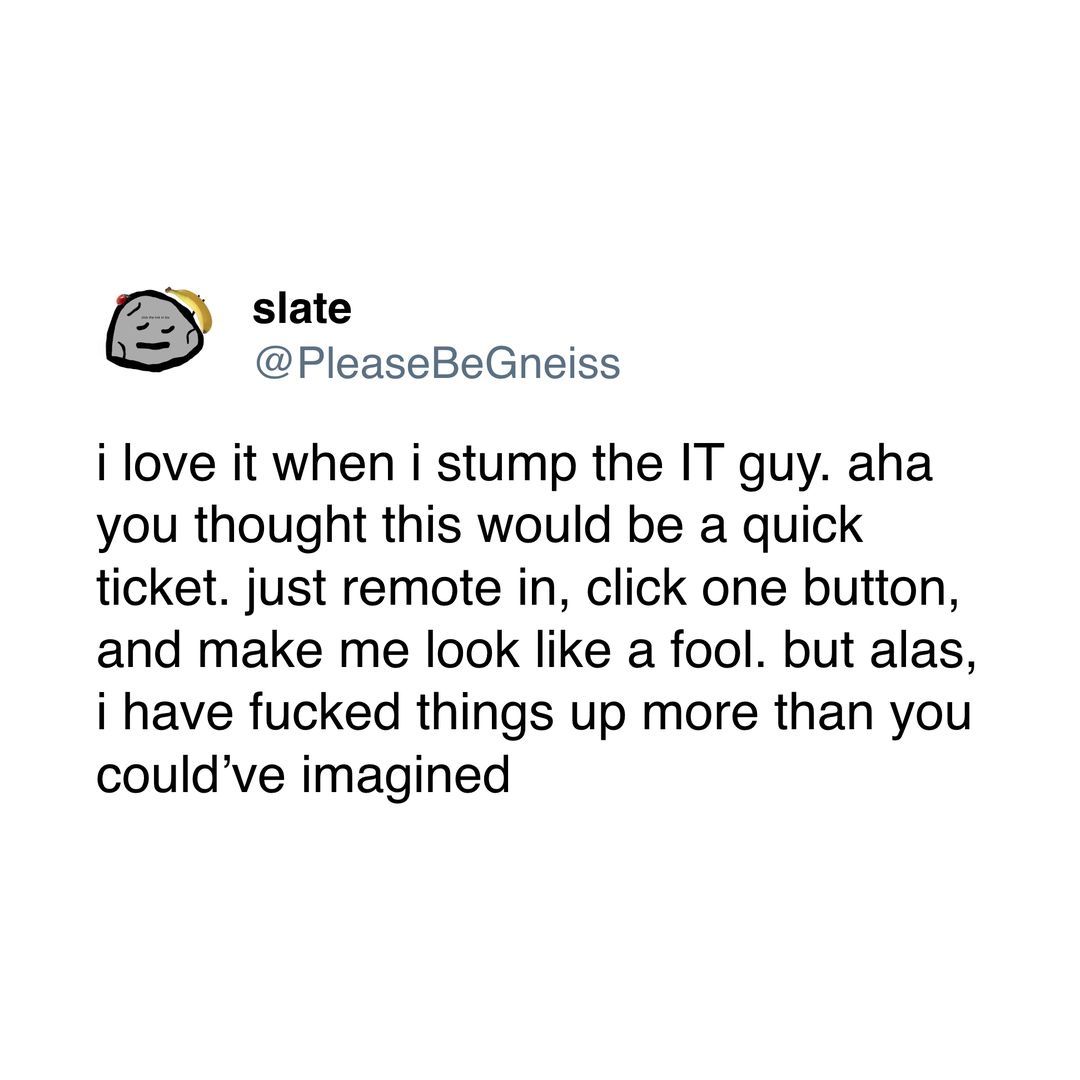 slate
@PleaseBeGneiss
i love it when i stump the IT guy. aha
you thought this would be a quick
ticket. just remote in, click one button,
and make me look like a fool. but alas,
i have fucked things up more than you
could’ve imagined